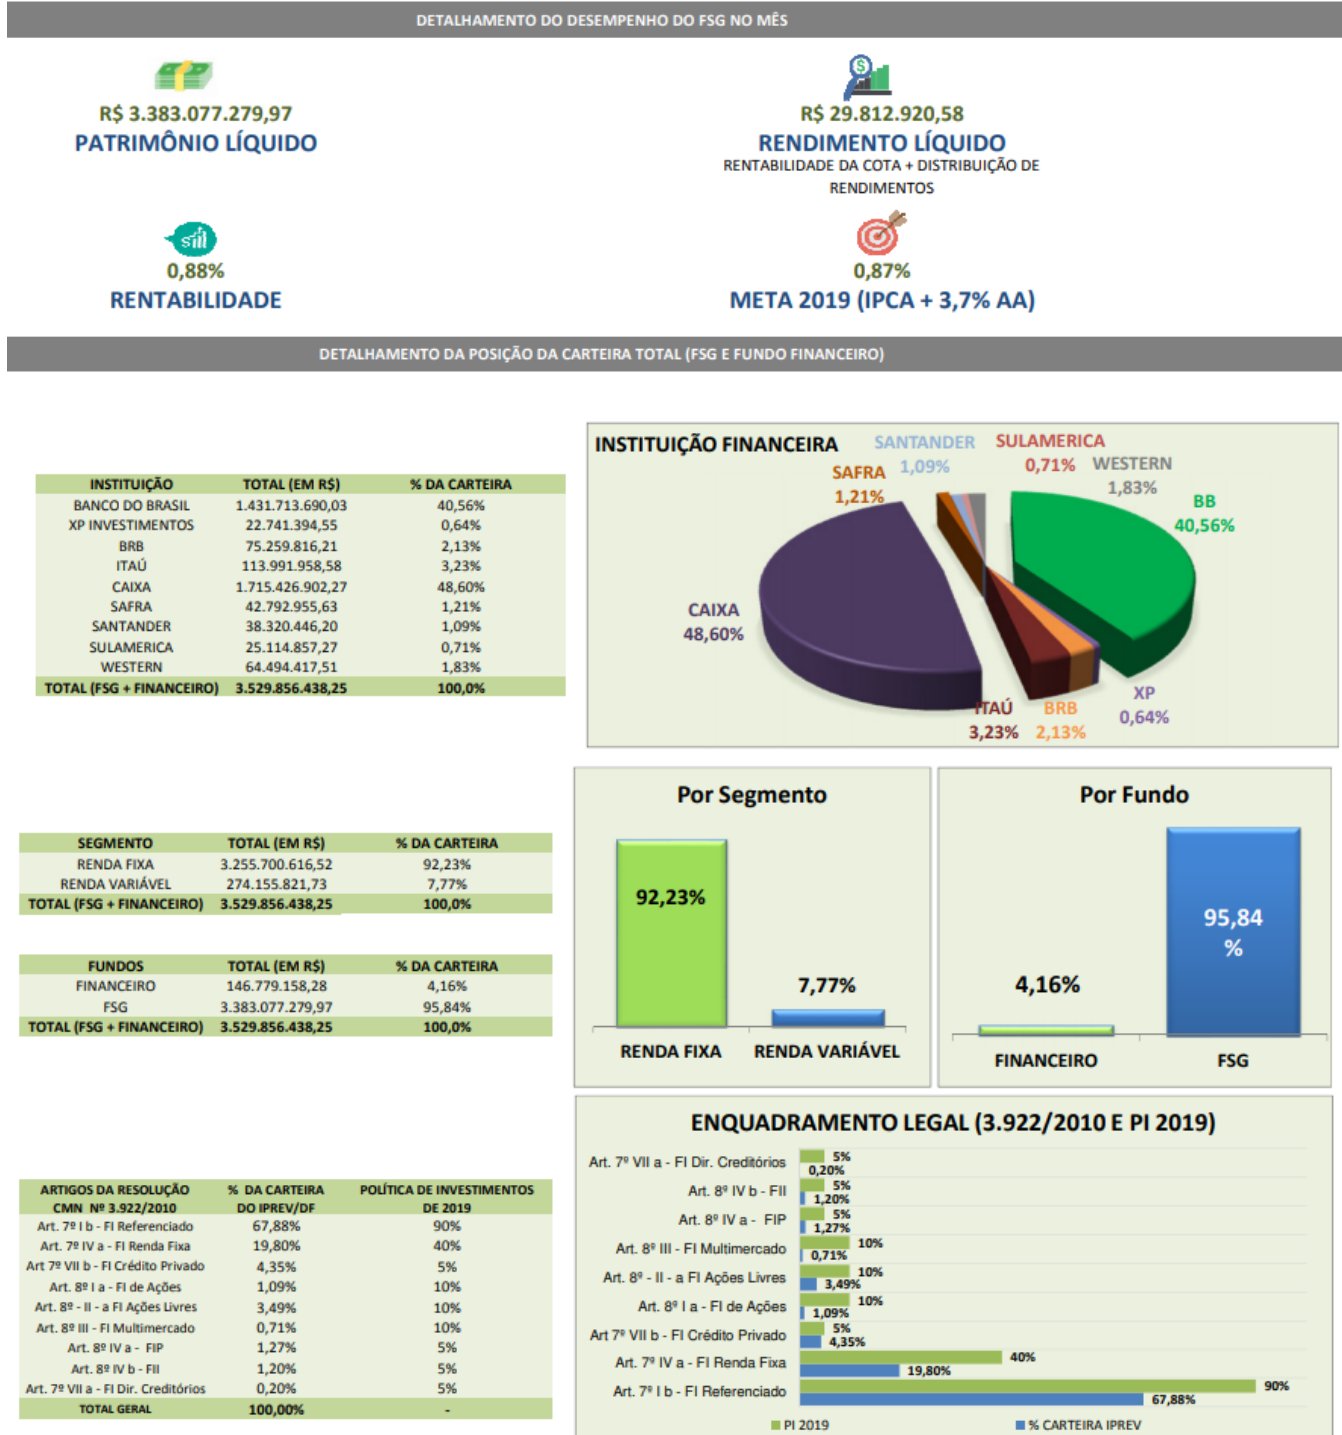 DETALHAMENTO DO DESEMPENHO DO FSG NO MÊS
R$ 3.383.077.279,97
PATRIMÔNIO LÍQUIDO
R$ 29.812.920,58
RENDIMENTO LÍQUIDO
RENTABILIDADE DA COTA + DISTRIBUIÇÃO DE
RENDIMENTOS
0,88%
RENTABILIDADE
0,87%
META 2019 (IPCA + 3,7% AA)
DETALHAMENTO DA POSIÇÃO DA CARTEIRA TOTAL (FSG E FUNDO FINANCEIRO)
INSTITUIÇÃO TOTAL (EM R$) % DA CARTEIRA
BANCO DO BRASIL 1.431.713.690,03 40,56%
XP INVESTIMENTOS 22.741.394,55 0,64%
BRB 75.259.816,21 2,13%
ITAÚ 113.991.958,58 3,23%
CAIXA 1.715.426.902,27 48,60%
SAFRA 42.792.955,63 1,21%
SANTANDER 38.320.446,20 1,09%
SULAMERICA 25.114.857,27 0,71%
WESTERN 64.494.417,51 1,83%
TOTAL (FSG + FINANCEIRO) 3.529.856.438,25 100,0%
INSTITUIÇÃO FINANCEIRA
SANTANDER
1,09%
SULAMERICA
0,71%
SAFRA
1,21%
WESTERN
1,83%
BB
40,56%
CAIXA
48,60%
ITAÚ
3,23%
BRB
2,13%
XP
0,64%
SEGMENTO TOTAL (EM R$) % DA CARTEIRA
RENDA FIXA 3.255.700.616,52 92,23%
RENDA VARIÁVEL 274.155.821,73 7,77%
TOTAL (FSG + FINANCEIRO) 3.529.856.438,25 100,0%
FUNDOS TOTAL (EM R$) % DA CARTEIRA
FINANCEIRO 146.779.158,28 4,16%
FSG 3.383.077.279,97 95,84%
TOTAL (FSG + FINANCEIRO) 3.529.856.438,25 100,0%
Por Segmento
92,23%
7,77%
RENDA FIXA RENDA VARIÁVEL
Por Fundo
4,16%
95,84
%
FINANCEIRO FSG
ARTIGOS DA RESOLUÇÃO % DA CARTEIRA POLÍTICA DE INVESTIMENTOS
CMN Nº 3.922/2010 DO IPREV/DF DE 2019
Art. 7º I b - FI Referenciado 67,88% 90%
Art. 7º IV a - FI Renda Fixa 19,80% 40%
Art 7º VII b - FI Crédito Privado 4,35% 5%
Art. 8º I a - FI de Ações 1,09% 10%
Art. 8º - II - a FI Ações Livres 3,49% 10%
Art. 8º III - FI Multimercado 0,71% 10%
Art. 8º IV a - FIP 1,27% 5%
Art. 8º IV b - FII 1,20% 5%
Art. 7º VII a - FI Dir. Creditórios 0,20% 5%
TOTAL GERAL 100,00% -
ENQUADRAMENTO LEGAL (3.922/2010 E PI 2019)
Art. 7º VII a - FI Dir. Creditórios 5%
0,20%
Art. 8º IV b - FII 5%
1,20%
Art. 8º IV a - FIP 5%
1,27%
Art. 8º III - FI Multimercado 10%
0,71%
Art. 8º - II - a FI Ações Livres 10%
3,49%
Art. 8º I a - FI de Ações 10%
1,09%
Art 7º VII b - FI Crédito Privado 5%
4,35%
Art. 7º IV a - FI Renda Fixa 40%
19,80%
Art. 7º I b - FI Referenciado 90%
67,88%
PI 2019 % CARTEIRA IPREV